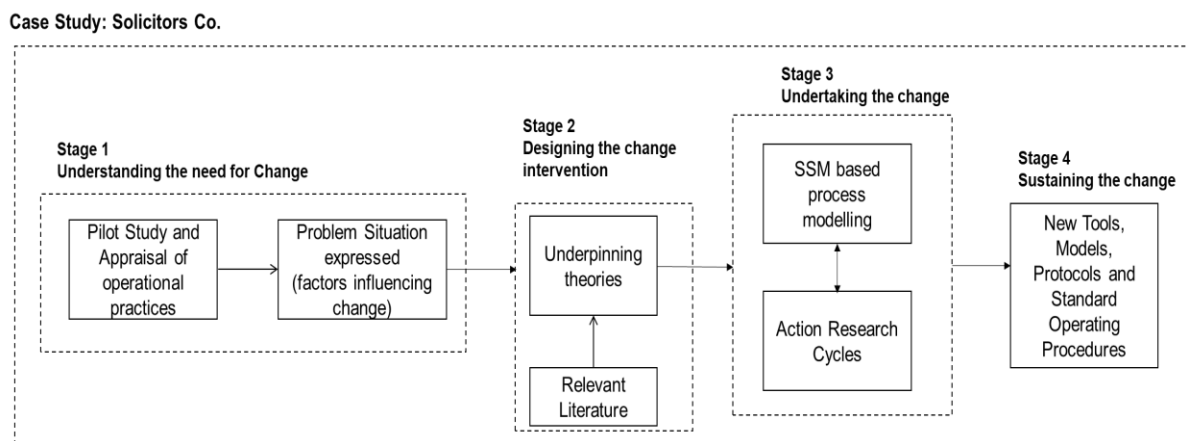 Case Study: Solicitors Co.
Stage 1
Understanding the need for Change
Pilot Study and
Appraisal of
operational
practices
Problem Situation
expressed
(factors influencing
change)
Stage 2
Designing the change
intervention
Underpinning
theories
Relevant
Literature
Stage 3
Undertaking the change
SSM based
process
modelling
Action Research
Cycles
Stage 4
Sustaining the change
New Tools,
Models,
Protocols and
Standard
Operating
Procedures